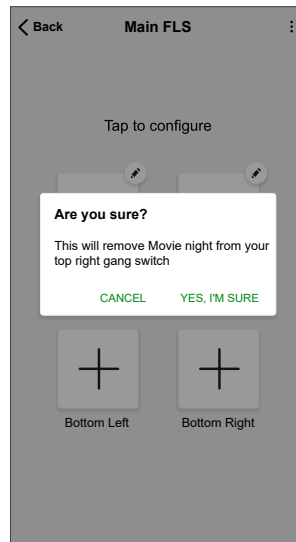 Back
Main FLS
Tap to configure
Are you sure?
This will remove Movie night from your
top right gang switch
CANCEL YES, I'M SURE
Bottom Left Bottom Right